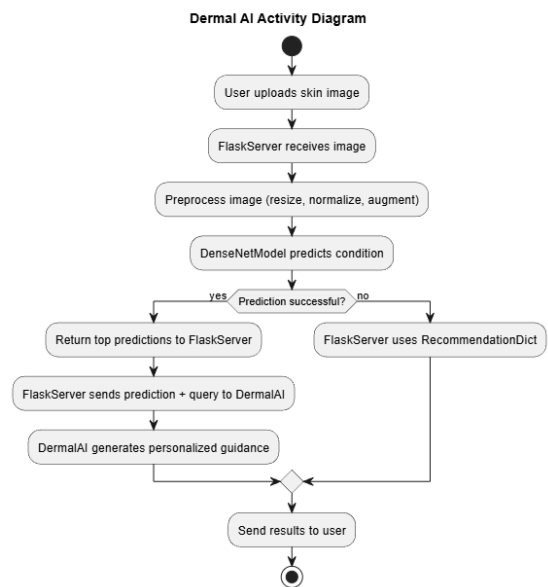 Dermal AI Activity Diagram
User uploads skin image
FlaskServer receives image
Preprocess image (resize, normalize, augment)
DenseNetModel predicts condition
yes
Prediction successful?
no
Return top predictions to FlaskServer
FlaskServer uses RecommendationDict
FlaskServer sends prediction + query to DermalAI
DermalAI generates personalized guidance
Send results to user